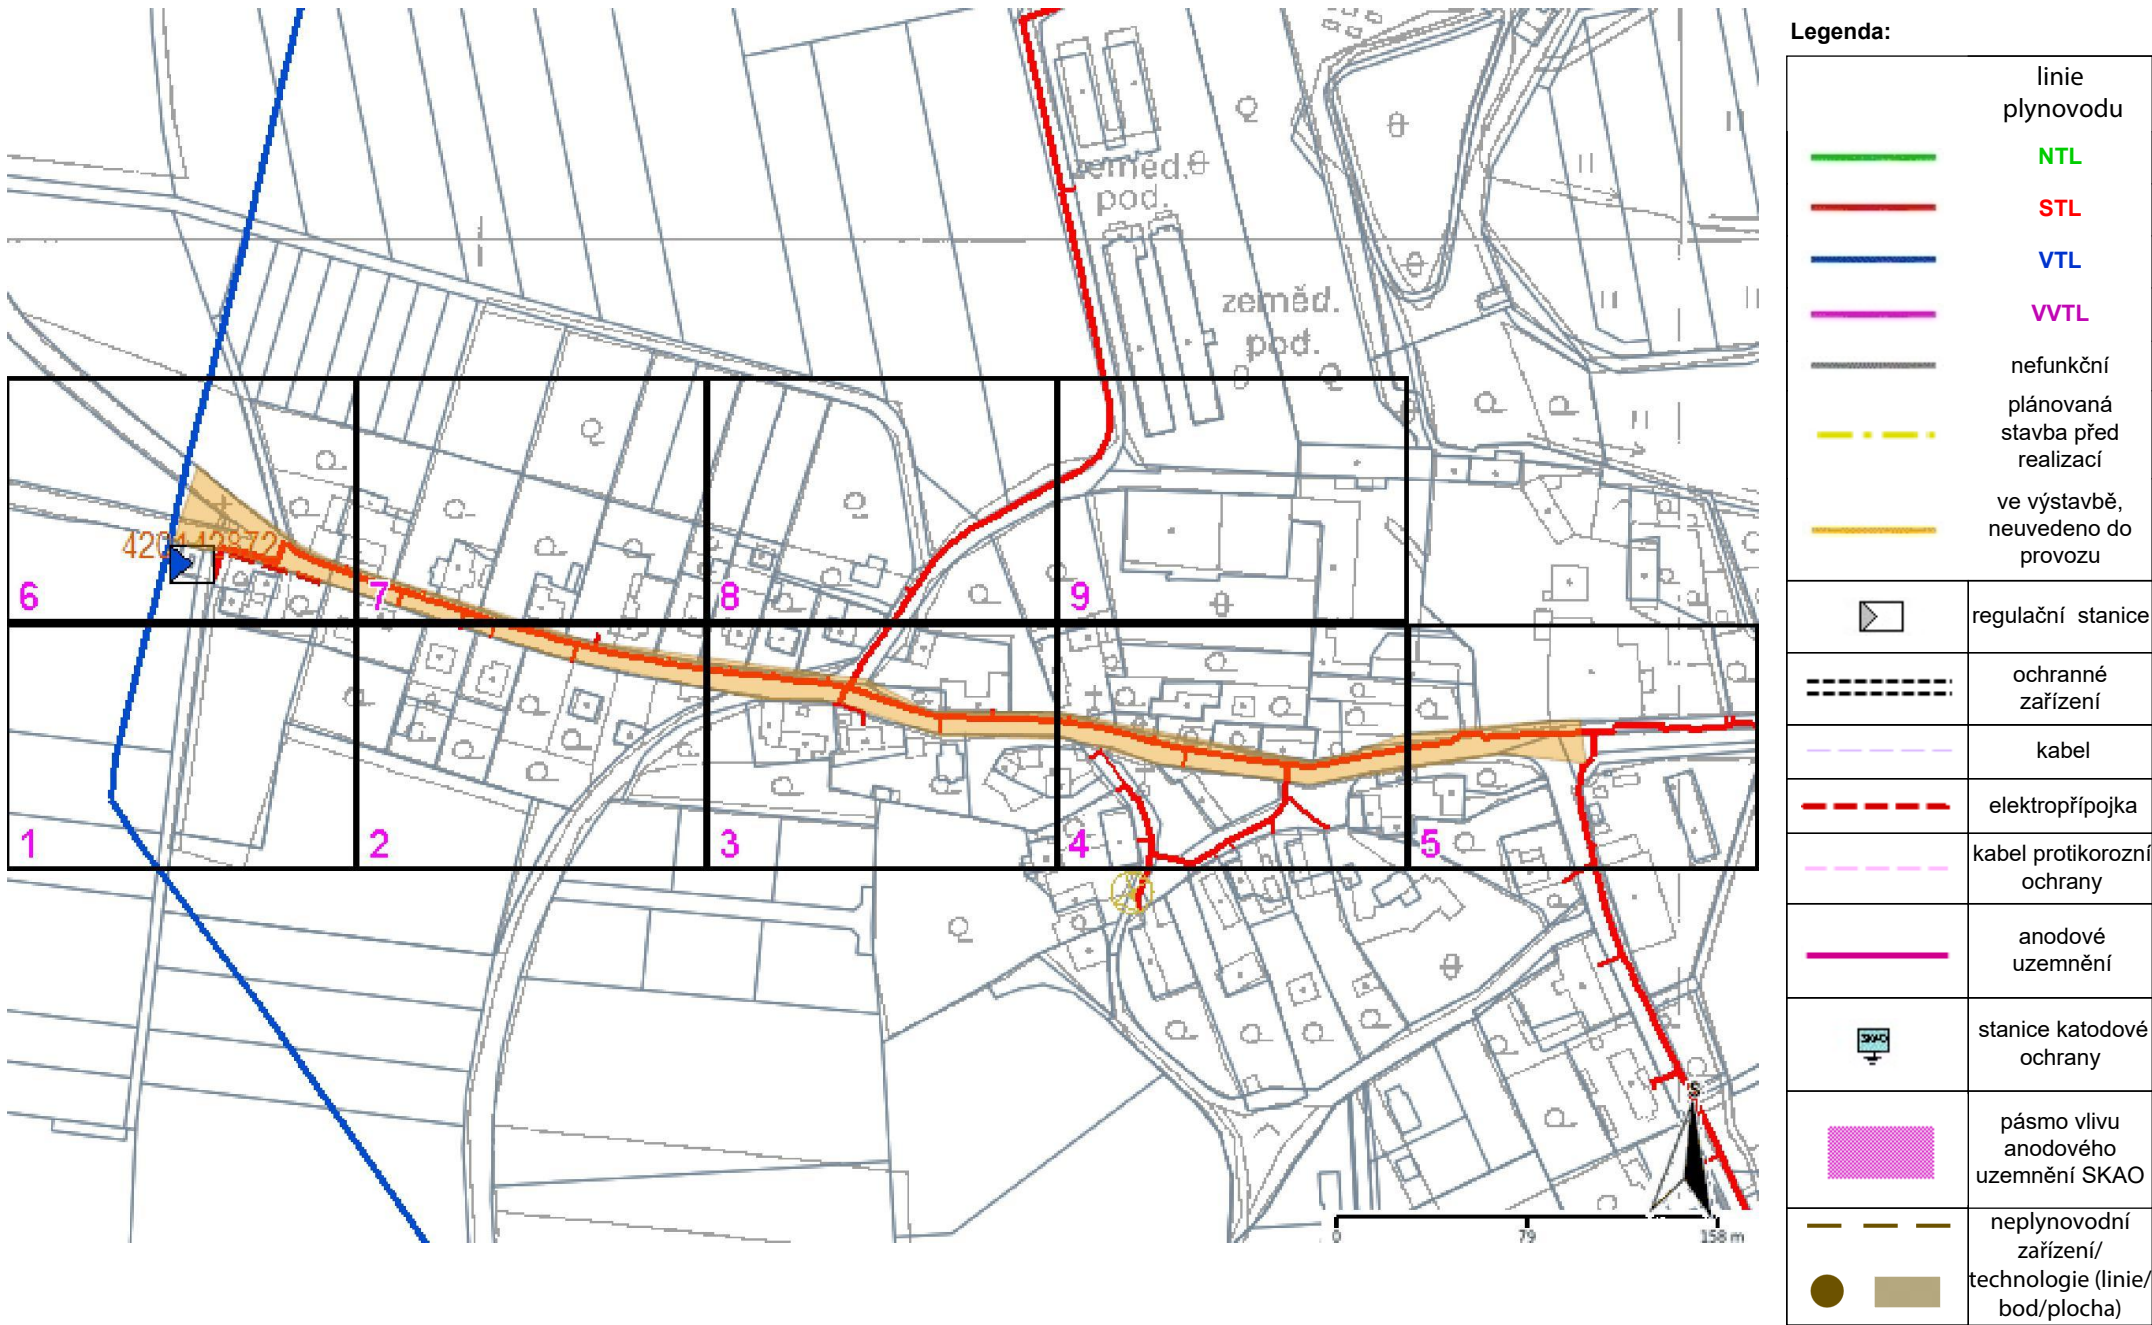 Legenda:
linie
plynovodu
NTL
STL
VTL
VVTL
nefunkční
plánovaná
stavba před
realizací
ve výstavbě,
neuvedeno do
provozu
regulační stanice
ochranné
zařízení
kabel
elektropřípojka
kabel protikorozní
ochrany
anodové
uzemnění
SKAO
stanice katodové
ochrany
pásmo vlivu
anodového
uzemnění SKAO
neplynovodní
zařízení/
technologie (linie/
bod/plocha)
zeměd.
pod.
zeměd.
pod.
6
7
8
9
1
2
3
4
5
S
0
79
158 m